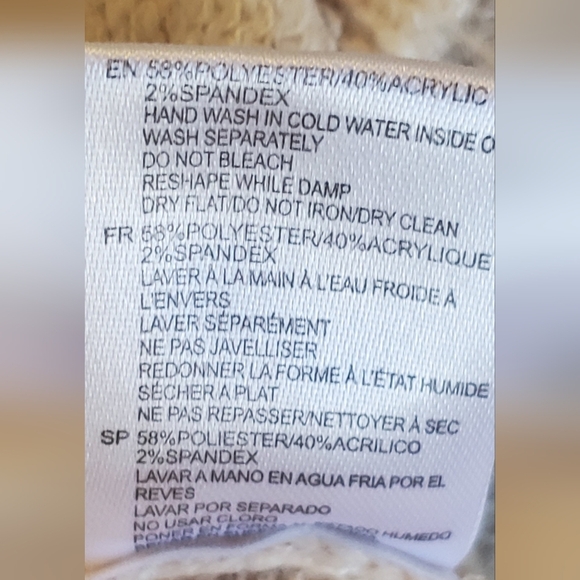 EN 58%POLYESTER/40%ACRYLIC
2%SPANDEX
HAND WASH IN COLD WATER INSIDE O
WASH SEPARATELY
DO NOT BLEACH
RESHAPE WHILE DAMP
DRY FLAT/DO NOT IRON/DRY CLEAN
FR 58%POLYESTER/40%ACRYLIQUE
2%SPANDEX
LAVER À LA MAIN À L'EAU FROIDE À
L'ENVERS
LAVER SÉPARÉMENT
NE PAS JAVELLISER
REDONNER LA FORME À L'ÉTAT HUMIDE
SÉCHER A PLAT
NE PAS REPASSER/NETTOYER À SEC
SP 58%POLIESTER/40%ACRILICO
2%SPANDEX
LAVAR A MANO EN AGUA FRIA POR EL
REVES
LAVAR POR SEPARADO
NO USAR CLORO
PONER EN FORMA HUMEDO